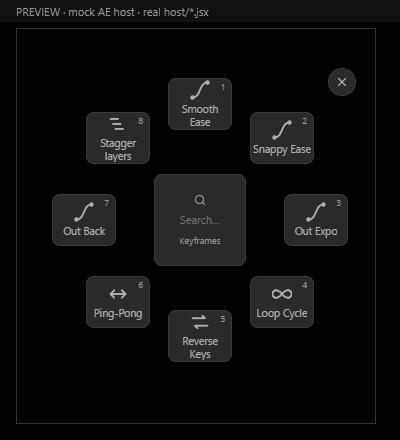 PREVIEW · mock AE host · real host/*.jsx
1
Smooth
Ease
8
Stagger
layers
2
Snappy Ease
7
Out Back
Search...
Keyframes
3
Out Expo
6
Ping-Pong
4
Loop Cycle
5
Reverse
Keys